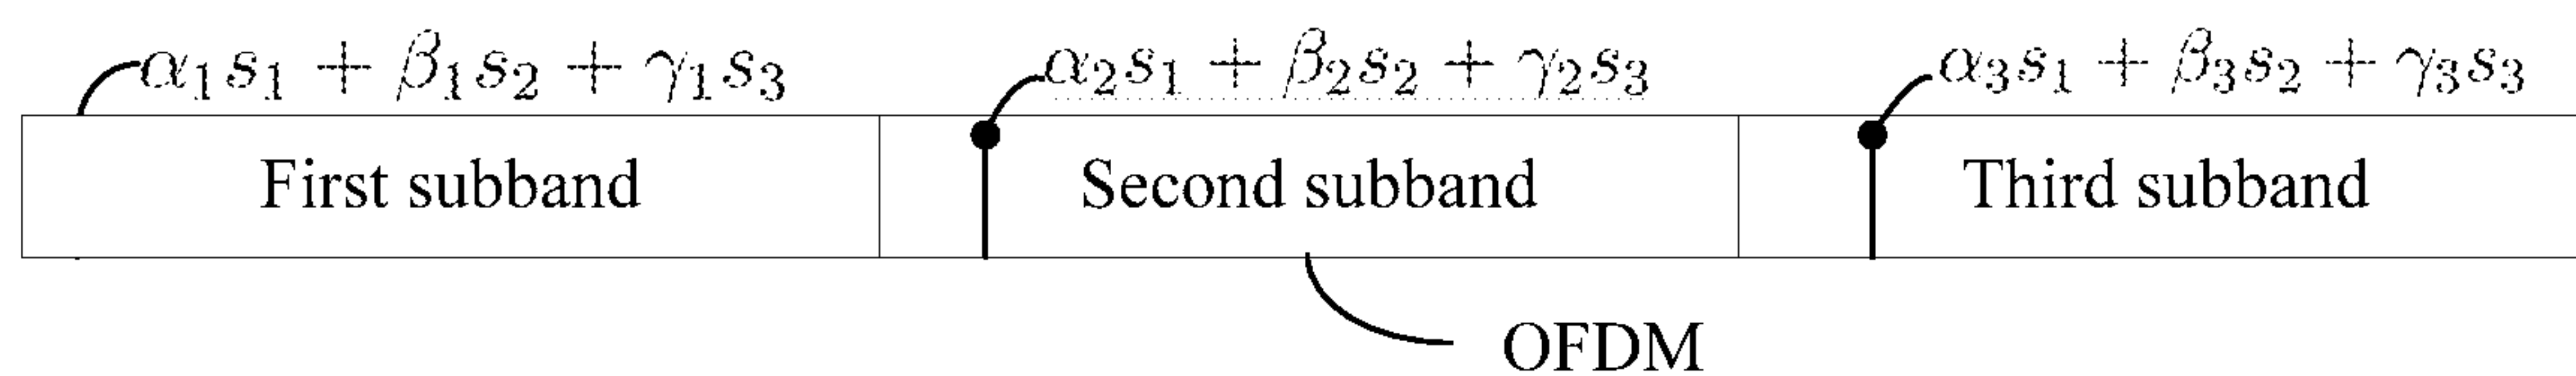 α₁s₁ + β₁s₂ + γ₁s₃ α₂s₁ + β₂s₂ + γ₂s₃ α₃s₁ + β₃s₂ + γ₃s₃
First subband Second subband Third subband
OFDM